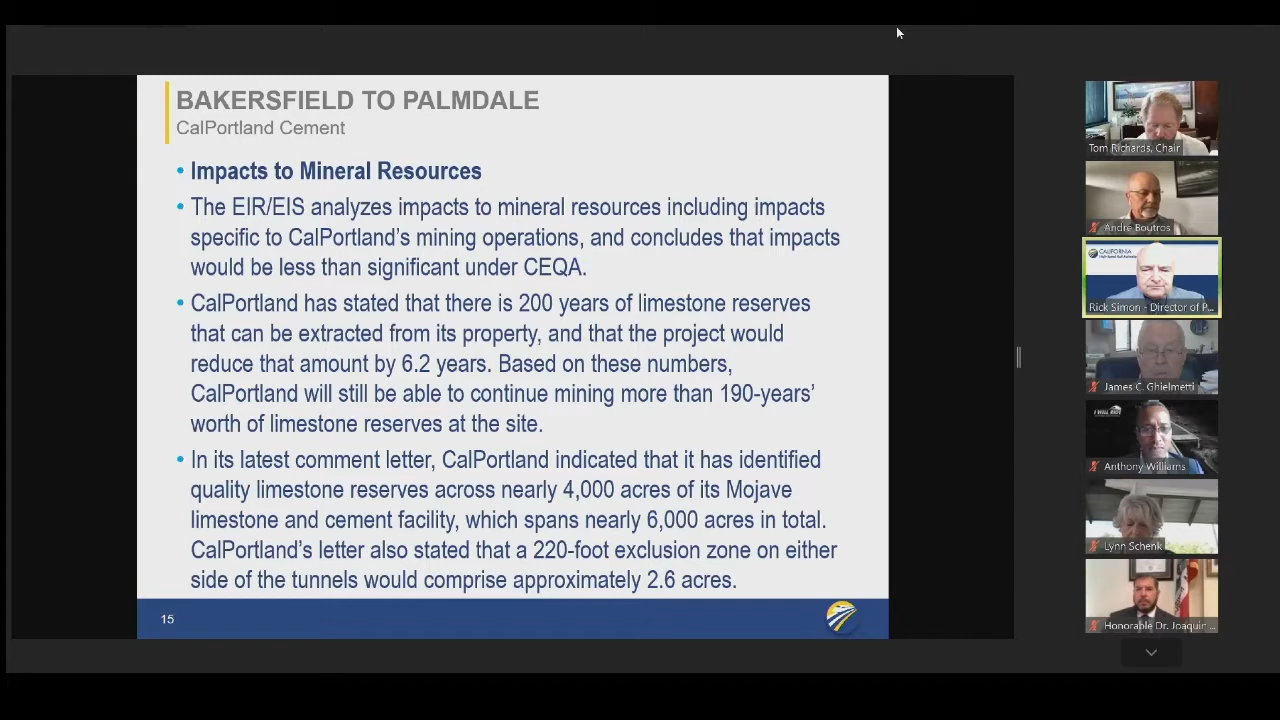 BAKERSFIELD TO PALMDALE
CalPortland Cement
• Impacts to Mineral Resources
• The EIR/EIS analyzes impacts to mineral resources including impacts
specific to CalPortland's mining operations, and concludes that impacts
would be less than significant under CEQA.
• CalPortland has stated that there is 200 years of limestone reserves
that can be extracted from its property, and that the project would
reduce that amount by 6.2 years. Based on these numbers,
CalPortland will still be able to continue mining more than 190-years'
worth of limestone reserves at the site.
• In its latest comment letter, CalPortland indicated that it has identified
quality limestone reserves across nearly 4,000 acres of its Mojave
limestone and cement facility, which spans nearly 6,000 acres in total.
CalPortland's letter also stated that a 220-foot exclusion zone on either
side of the tunnels would comprise approximately 2.6 acres.
15
Tom Richards, Chair
Andre Boutros
CALIFORNIA
High-Speed Rail Authority
Rick Simon - Director of P...
James C. Ghielmetti
I WILL RIDE
Anthony Williams
Lynn Schenk
Honorable Dr. Joaquin ...